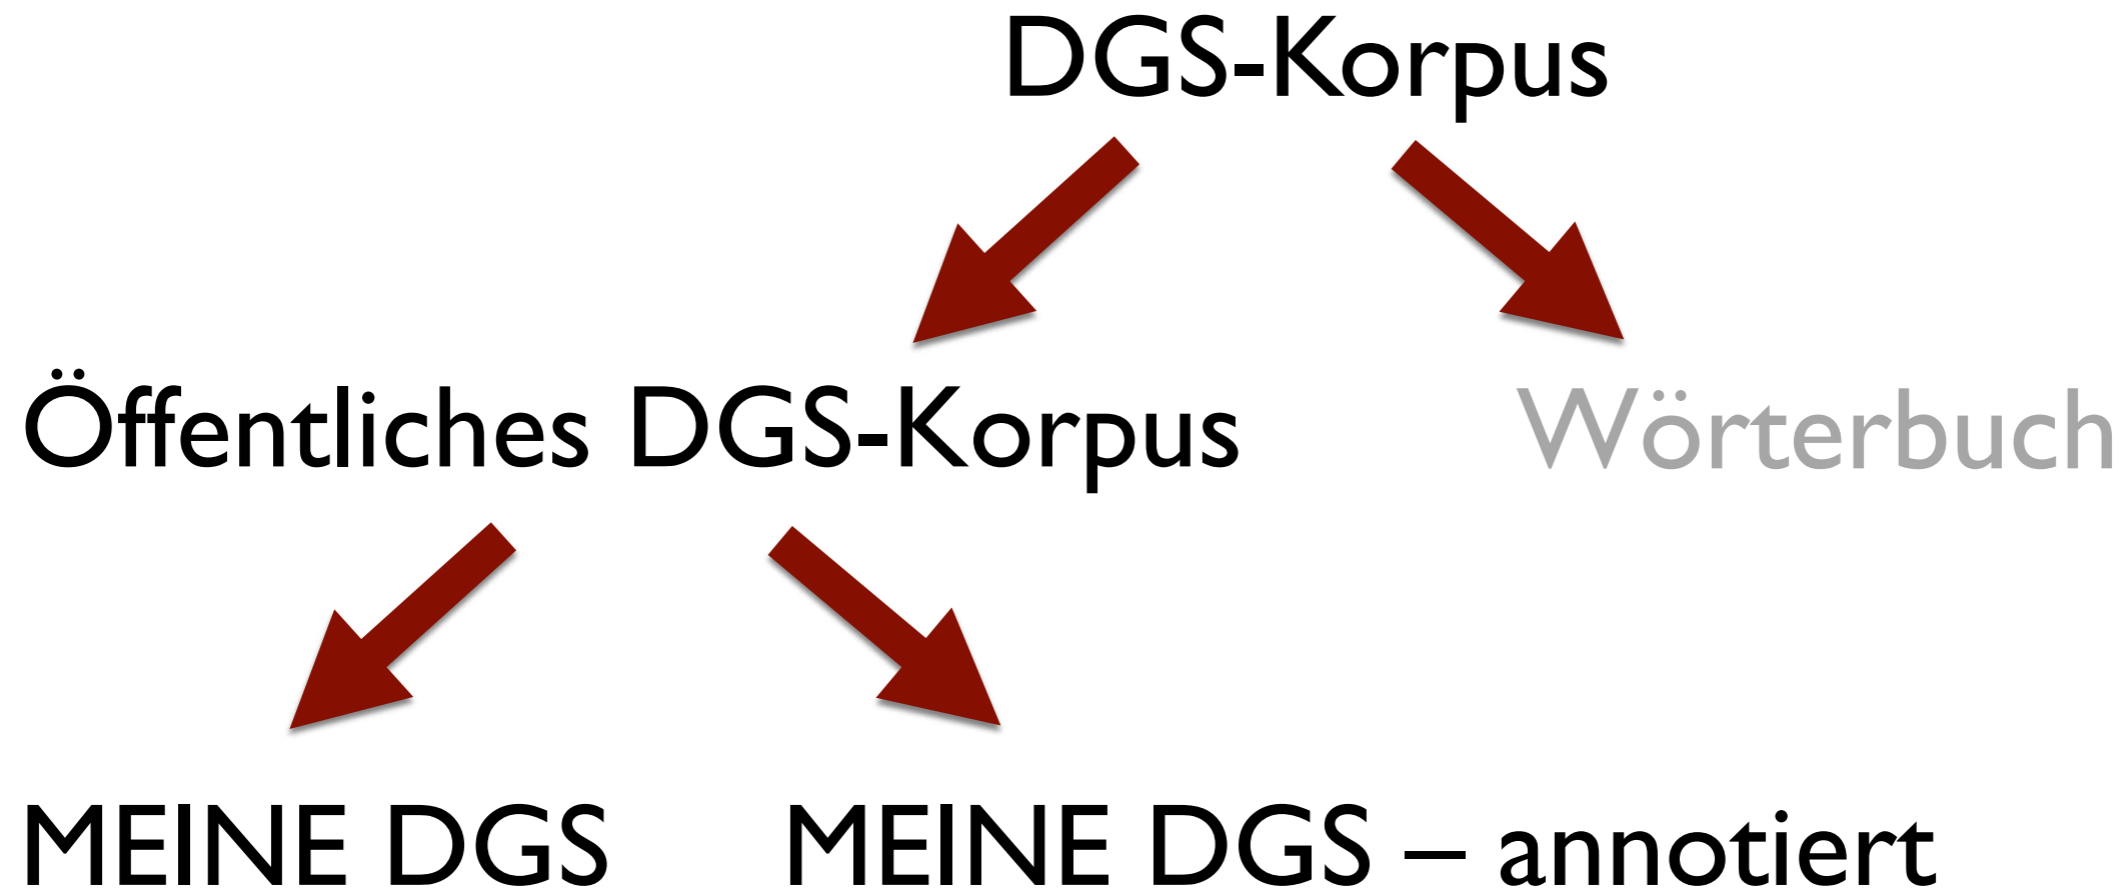 DGS-Korpus
Öffentliches DGS-Korpus
Wörterbuch
MEINE DGS
MEINE DGS – annotiert